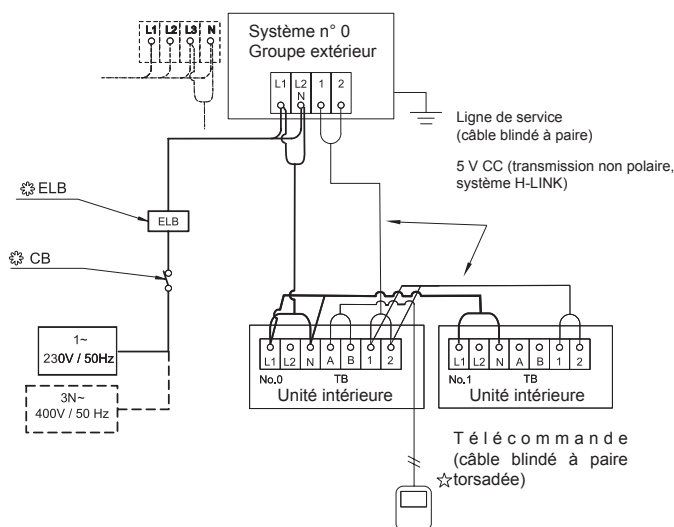 L1 L2 L3 N
Système n° 0
Groupe extérieur
L1 L2 1 2
N
Ligne de service
(câble blindé à paire)
5 V CC (transmission non polaire,
système H-LINK)
ELB
ELB
CB
1~
230V / 50Hz
3N~
400V / 50 Hz
L1 L2 N A B 1 2
No.0 TB
Unité intérieure
L1 L2 N A B 1 2
No.1 TB
Unité intérieure
Télécommande
(câble blindé à paire
torsadée)